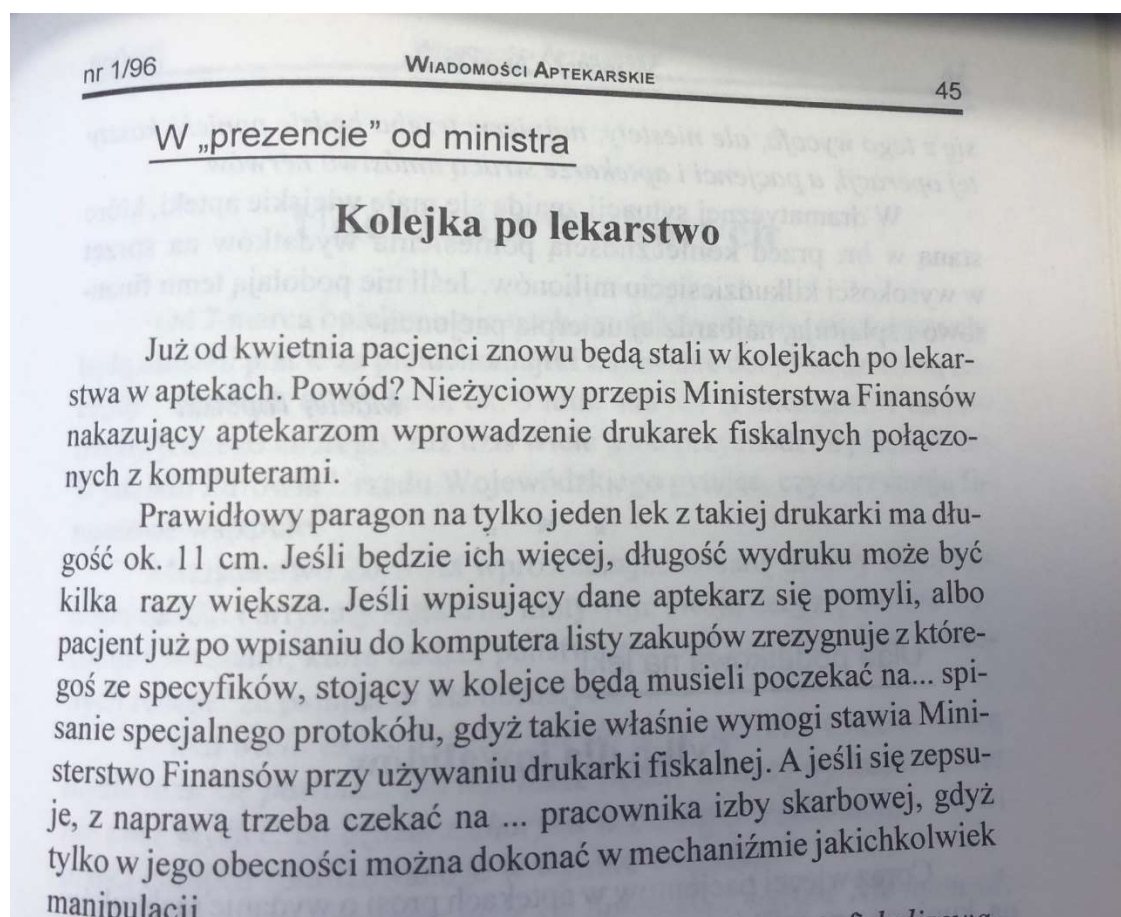 nr 1/96 WIADOMOŚCI APTEKARSKIE 45
W „prezencie” od ministra
Kolejka po lekarstwo
Już od kwietnia pacjenci znowu będą stali w kolejkach po lekar-
stwa w aptekach. Powód? Nieżyciowy przepis Ministerstwa Finansów
nakazujący aptekarzom wprowadzenie drukarek fiskalnych połączo-
nych z komputerami.
Prawidłowy paragon na tylko jeden lek z takiej drukarki ma dłu-
gość ok. 11 cm. Jeśli będzie ich więcej, długość wydruku może być
kilka razy większa. Jeśli wpisujący dane aptekarz się pomyli, albo
pacjent już po wpisaniu do komputera listy zakupów zrezygnuje z które-
goś ze specyfików, stojący w kolejce będą musieli poczekać na... spi-
sanie specjalnego protokółu, gdyż takie właśnie wymogi stawia Mini-
sterstwo Finansów przy używaniu drukarki fiskalnej. A jeśli się zepsu-
je, z naprawą trzeba czekać na ... pracownika izby skarbowej, gdyż
tylko w jego obecności można dokonać w mechaniźmie jakichkolwiek
manipulacji